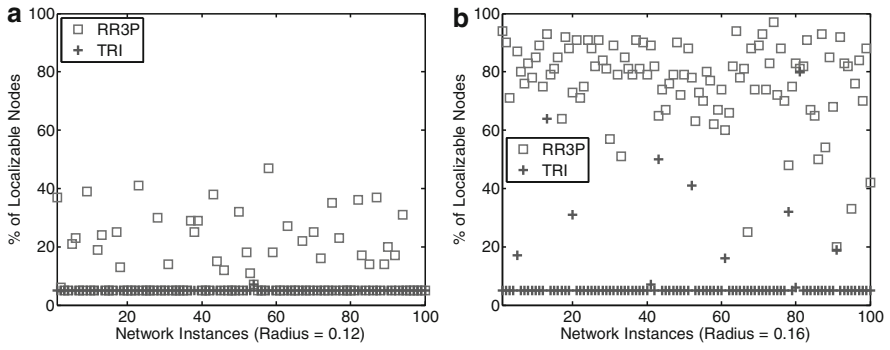 a
100
80
60
40
20
0
% of Localizable Nodes
RR3P
TRI
20 40 60 80 100
Network Instances (Radius = 0.12)
b
100
80
60
40
20
0
% of Localizable Nodes
RR3P
TRI
20 40 60 80 100
Network Instances (Radius = 0.16)